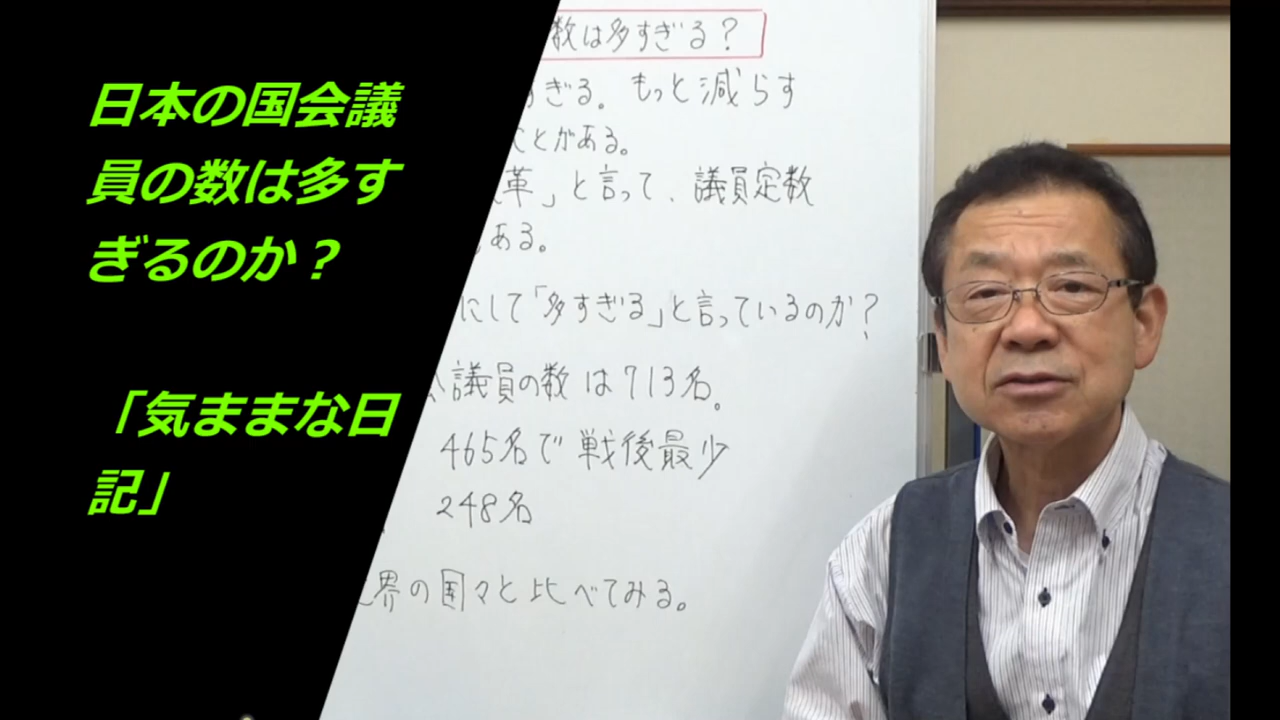 日本の国会議
員の数は多す
ぎるのか？
「気ままな日
記」
数は多すぎる？
ぎる。もっと減らす
とがある。
革」と言って、議員定数
ある。
にして「多すぎる」と言っているのか？
議員の数は713名。
465名で戦後最少
248名
界の国々と比べてみる。